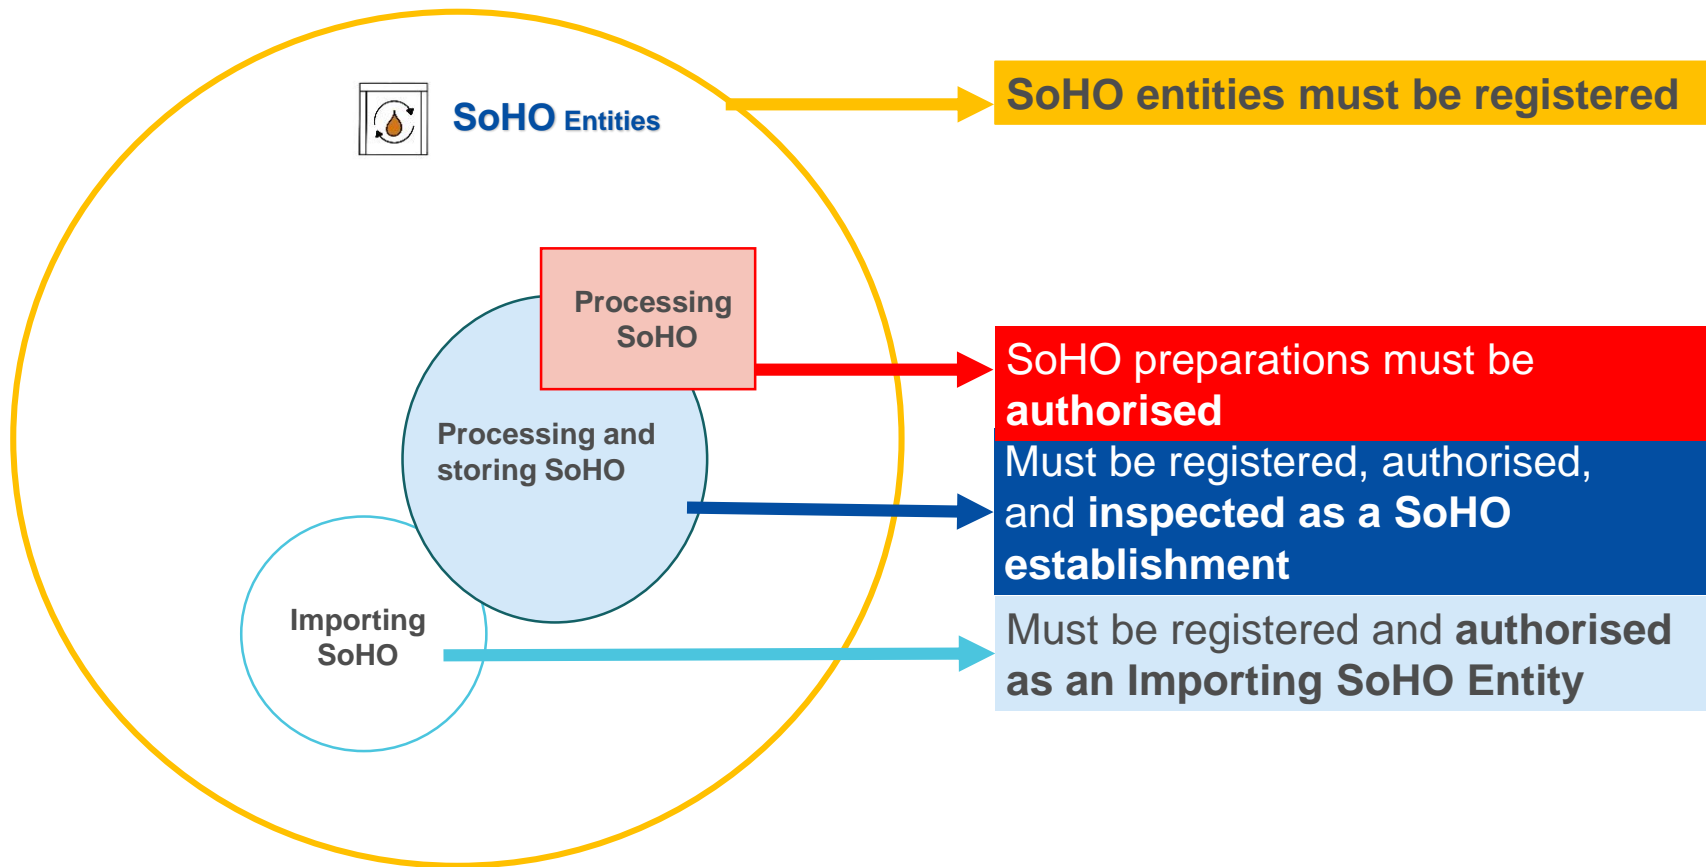 SoHO Entities
SoHO entities must be registered
Processing
SoHO
SoHO preparations must be
authorised
Processing and
storing SoHO
Must be registered, authorised,
and inspected as a SoHO
establishment
Importing
SoHO
Must be registered and authorised
as an Importing SoHO Entity